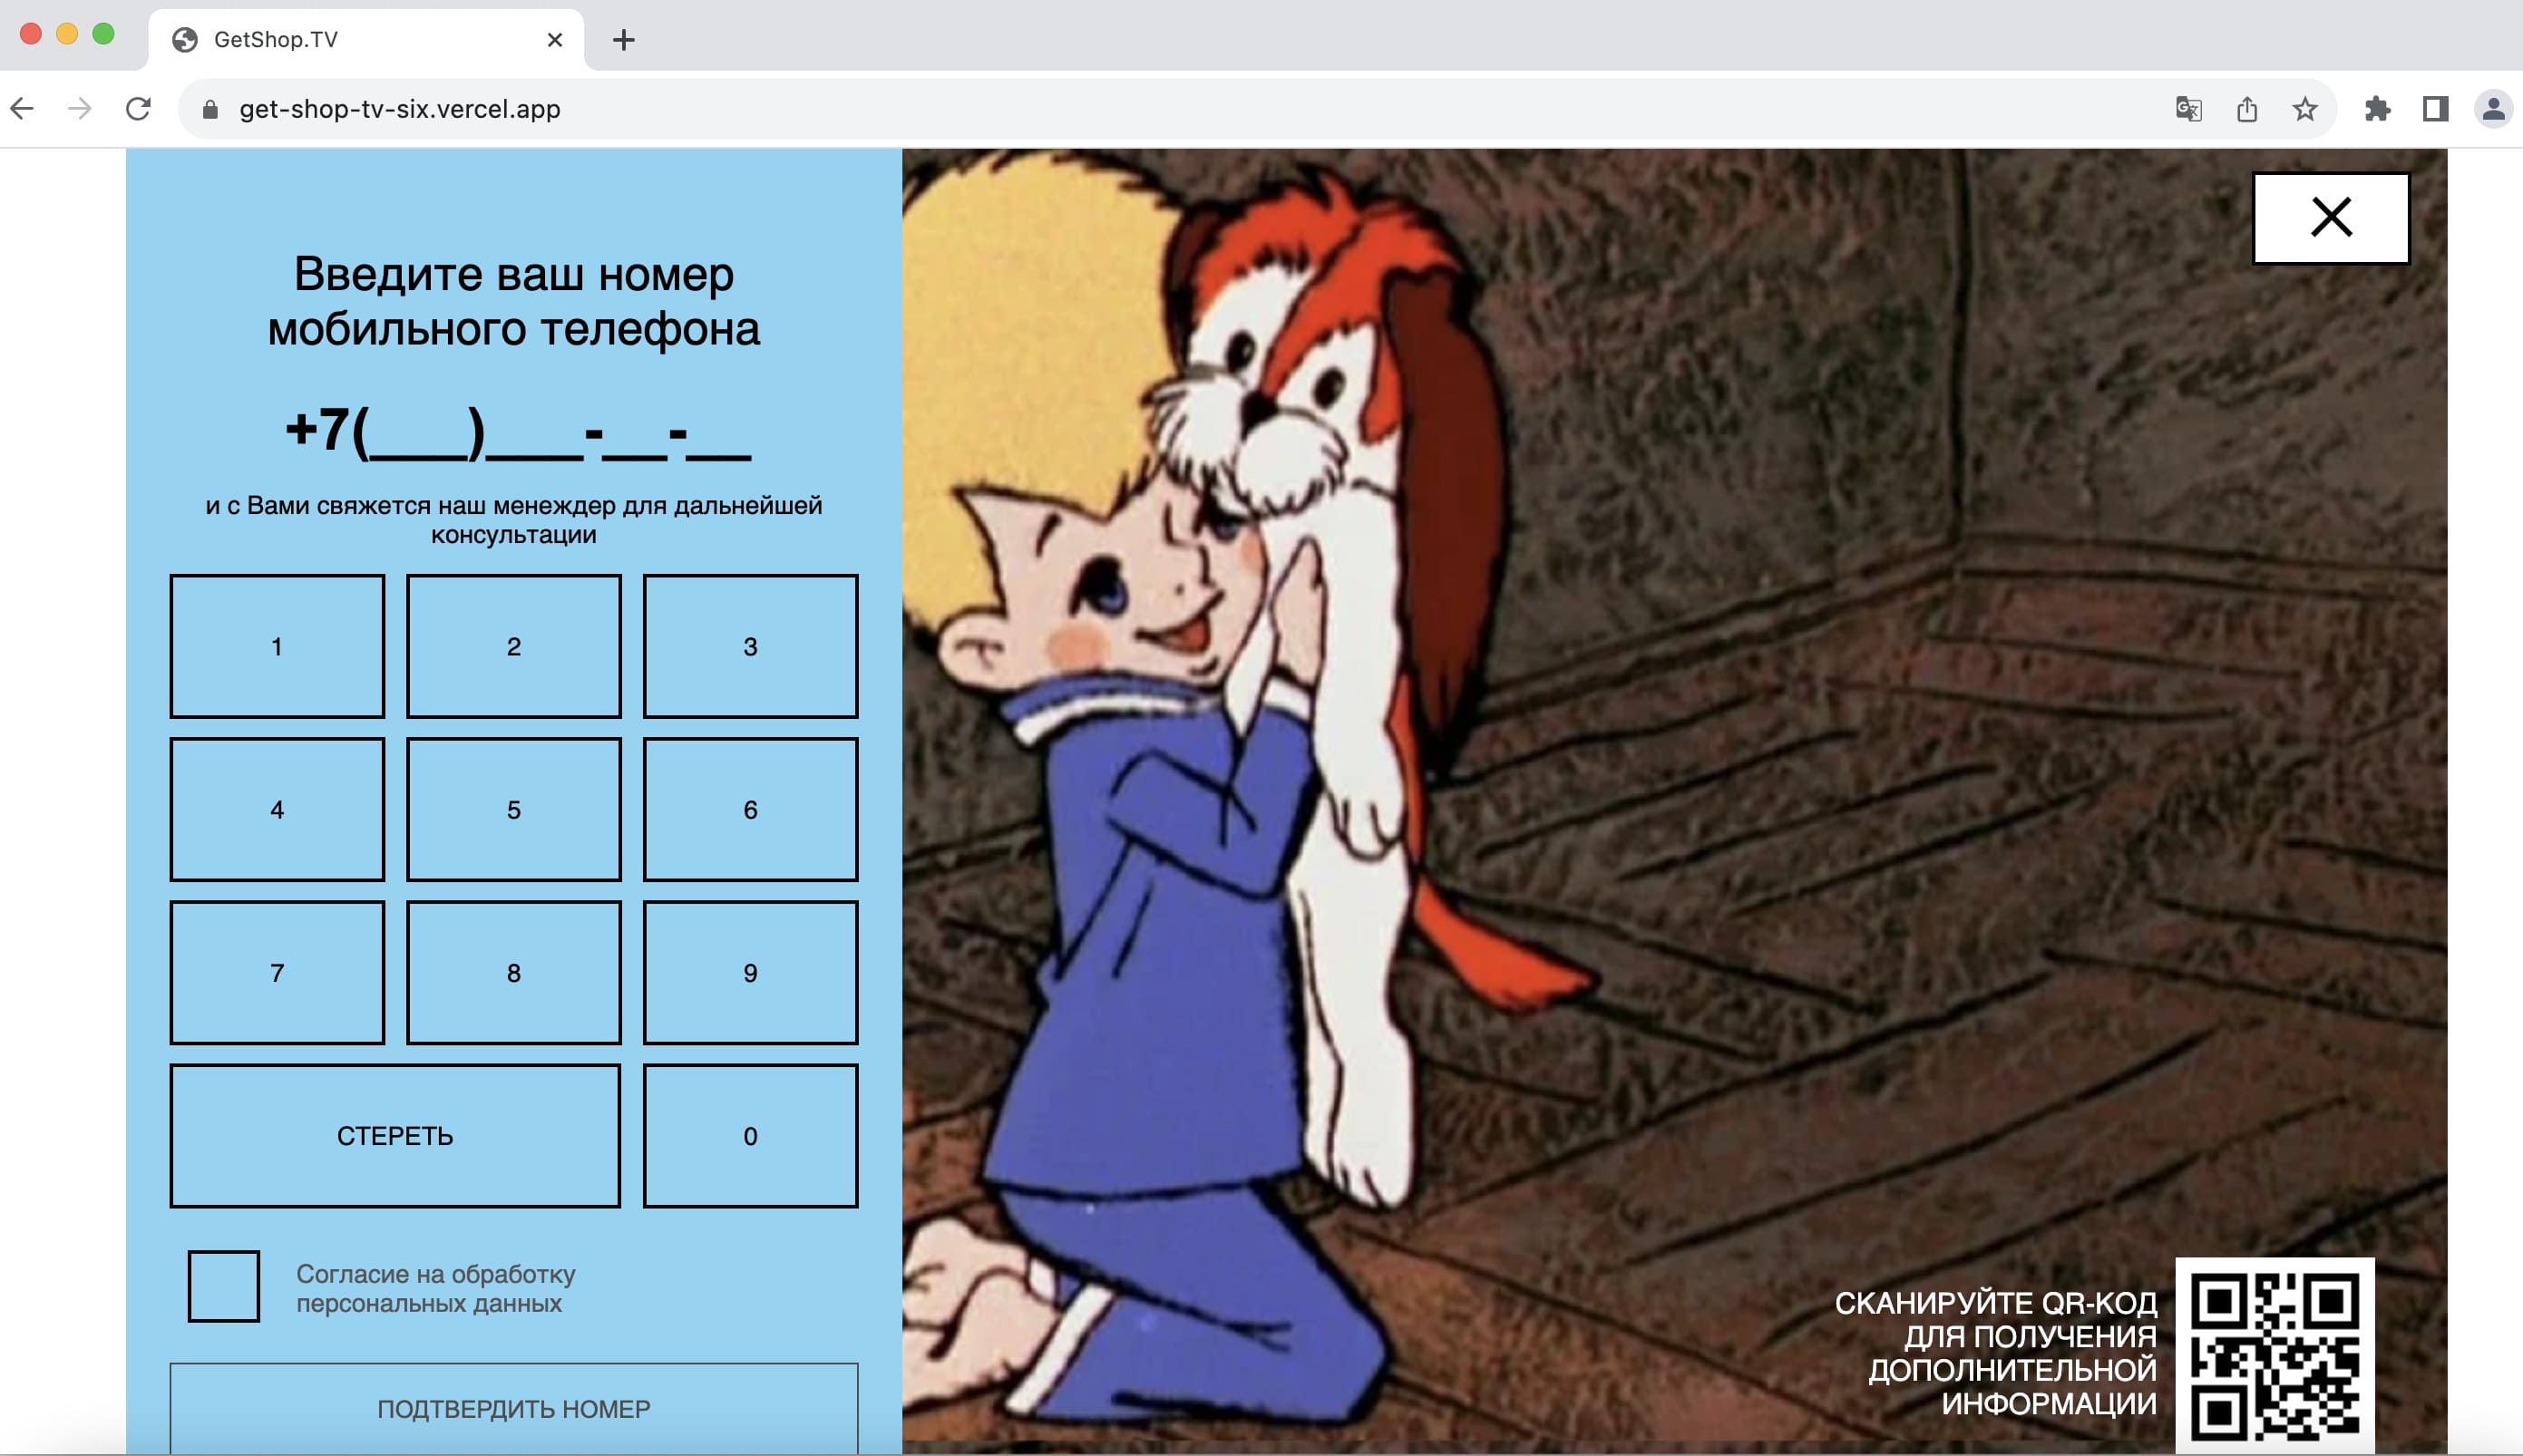 GetShop.TV
get-shop-tv-six.vercel.app
Введите ваш номер
мобильного телефона
+7(___)___-__-__
и с Вами свяжется наш менеждер для дальнейшей
консультации
1 2 3
4 5 6
7 8 9
СТЕРЕТЬ 0
Согласие на обработку
персональных данных
ПОДТВЕРДИТЬ НОМЕР
СКАНИРУЙТЕ QR-КОД
ДЛЯ ПОЛУЧЕНИЯ
ДОПОЛНИТЕЛЬНОЙ
ИНФОРМАЦИИ